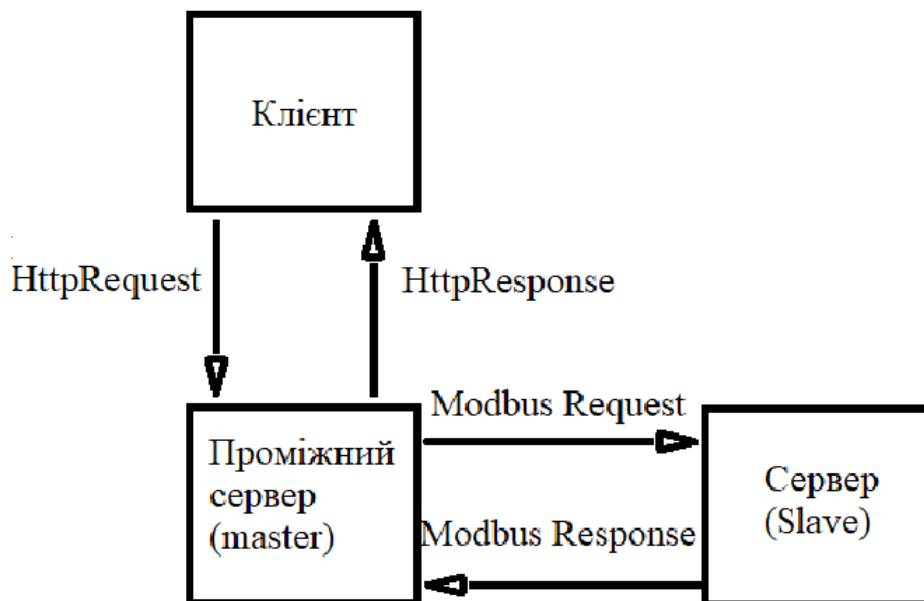 Клієнт
HttpRequest
HttpResponse
Modbus Request
Проміжний
сервер
(master)
Сервер
(Slave)
Modbus Response